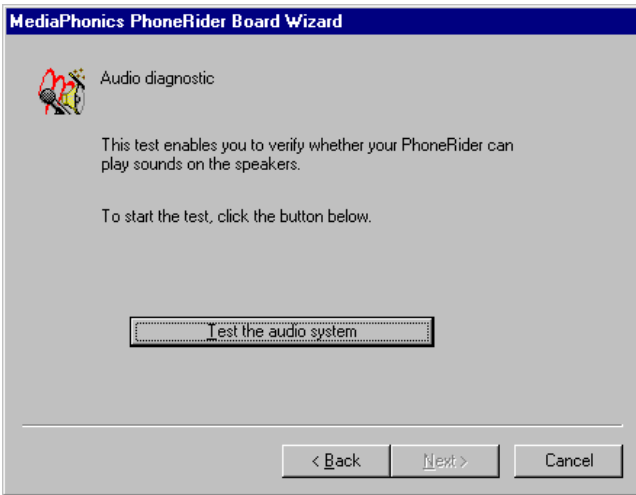 MediaPhonics PhoneRider Board Wizard
Audio diagnostic
This test enables you to verify whether your PhoneRider can
play sounds on the speakers.
To start the test, click the button below.
Test the audio system
< Back
Next >
Cancel